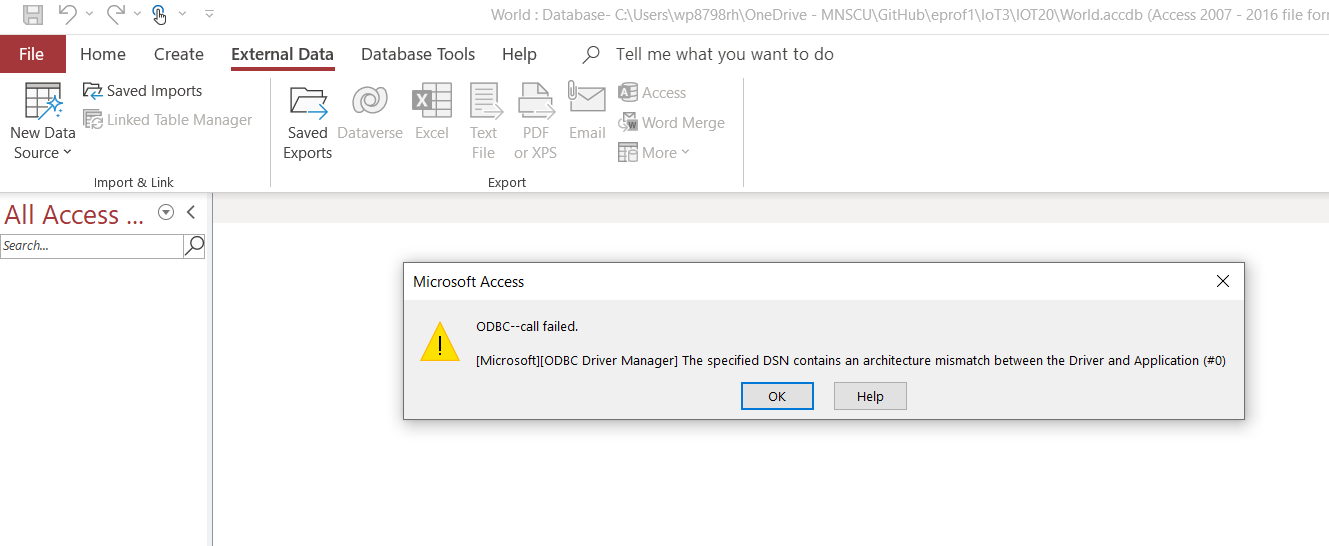 World : Database- C:\Users\wp8798rh\OneDrive - MNSCU\GitHub\eprof1\IoT3\IOT20\World.accdb (Access 2007 - 2016 file form
File Home Create External Data Database Tools Help Tell me what you want to do
New Data
Source
Saved Imports
Linked Table Manager
Import & Link
Saved
Exports
Dataverse
Excel
Text
File
PDF
or XPS
Email
Access
Word Merge
More
Export
All Access ...
Search...
Microsoft Access
ODBC--call failed.
[Microsoft][ODBC Driver Manager] The specified DSN contains an architecture mismatch between the Driver and Application (#0)
OK Help